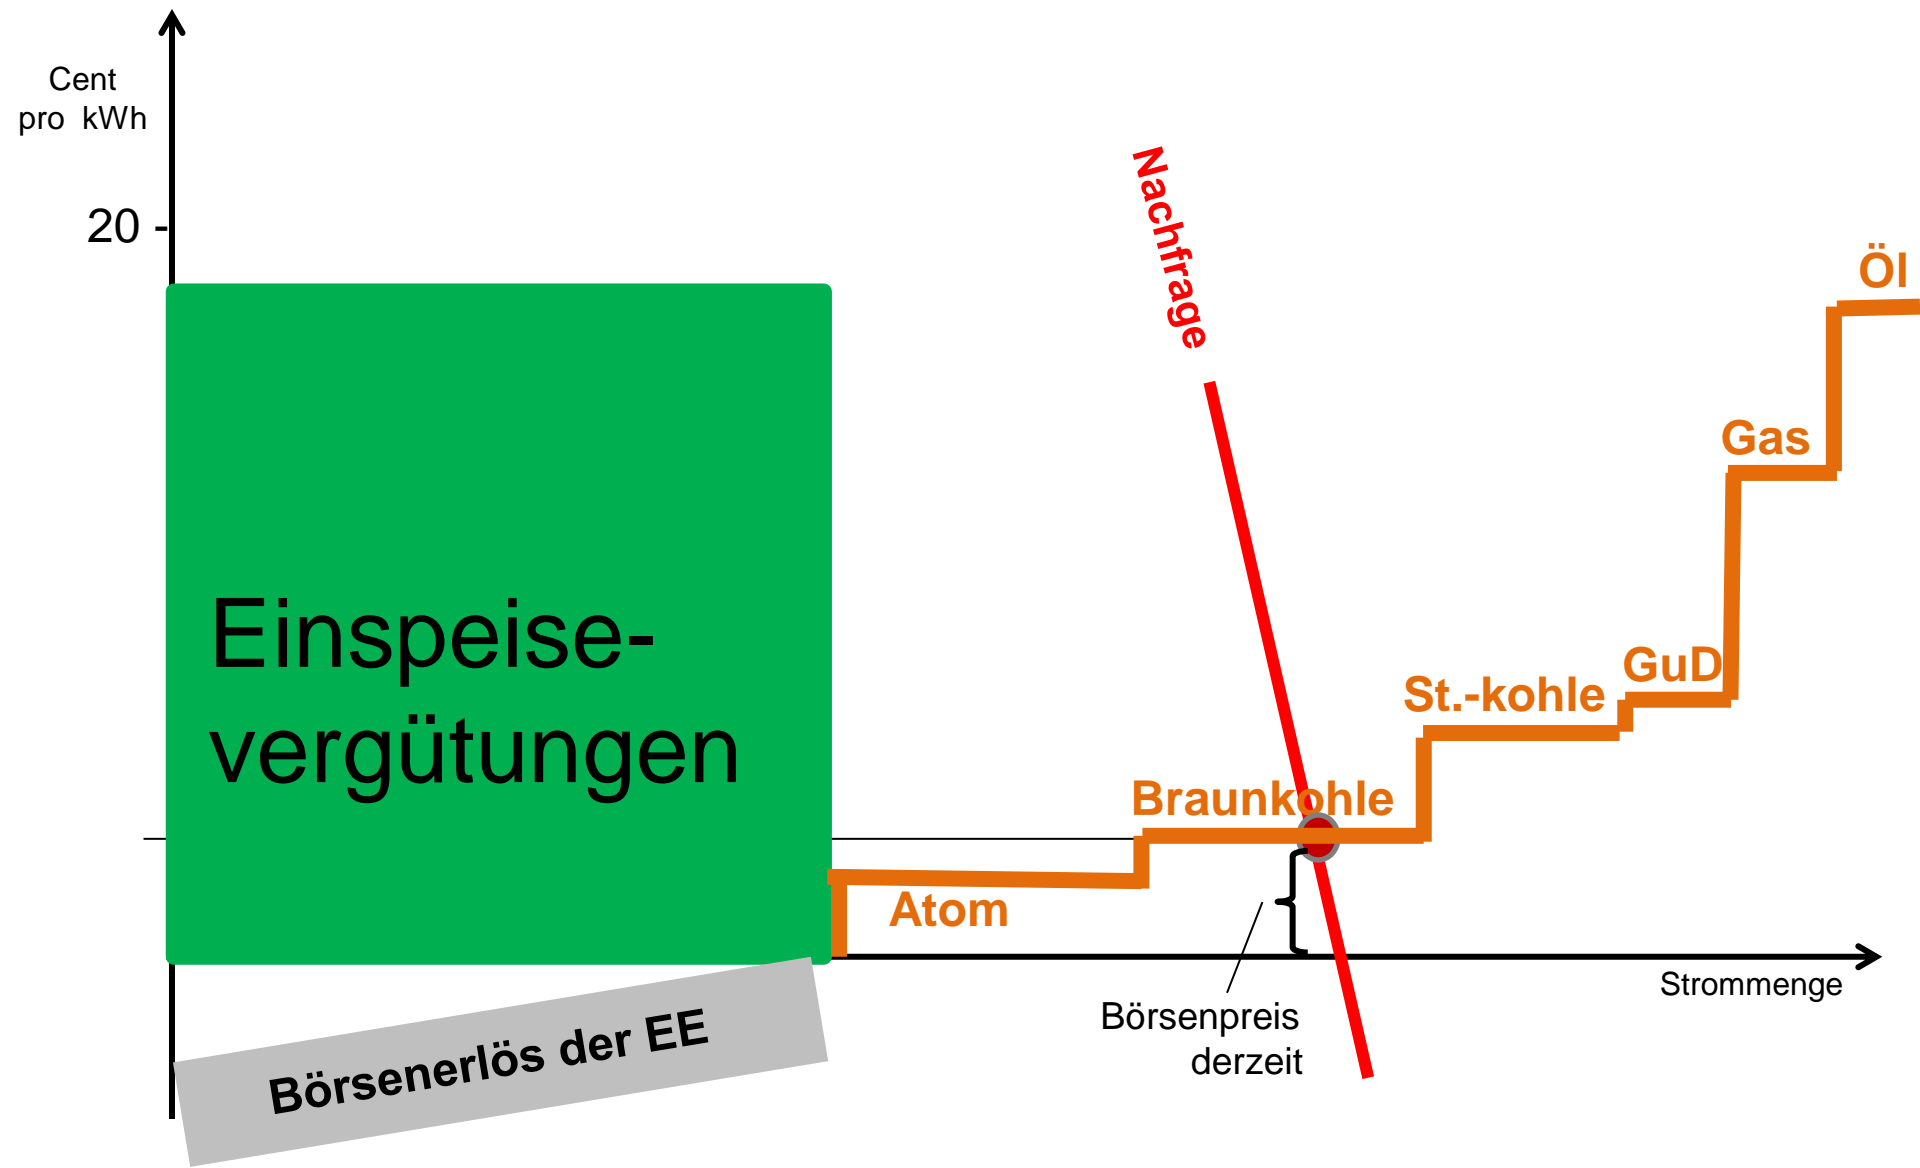 Cent
pro kWh
20 -
Nachfrage
Öl
Gas
GuD
St.-kohle
Einspeise-
vergütungen
Braunkohle
Atom
Strommenge
Börsenpreis
derzeit
Börsenerlös der EE